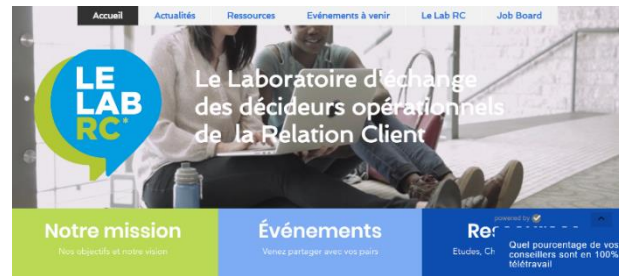 Accueil
Actualités
Ressources
Evénements à venir
Le Lab RC
Job Board
LE
LAB
RC*
Le Laboratoire d'échange
des décideurs opérationnels
de la Relation Client
Notre mission
Nos objectifs et notre vision
Événements
Venez partager avec vos pairs
Etudes, Ch
powered by
Quel pourcentage de vos
conseillers sont en 100%
télétravail